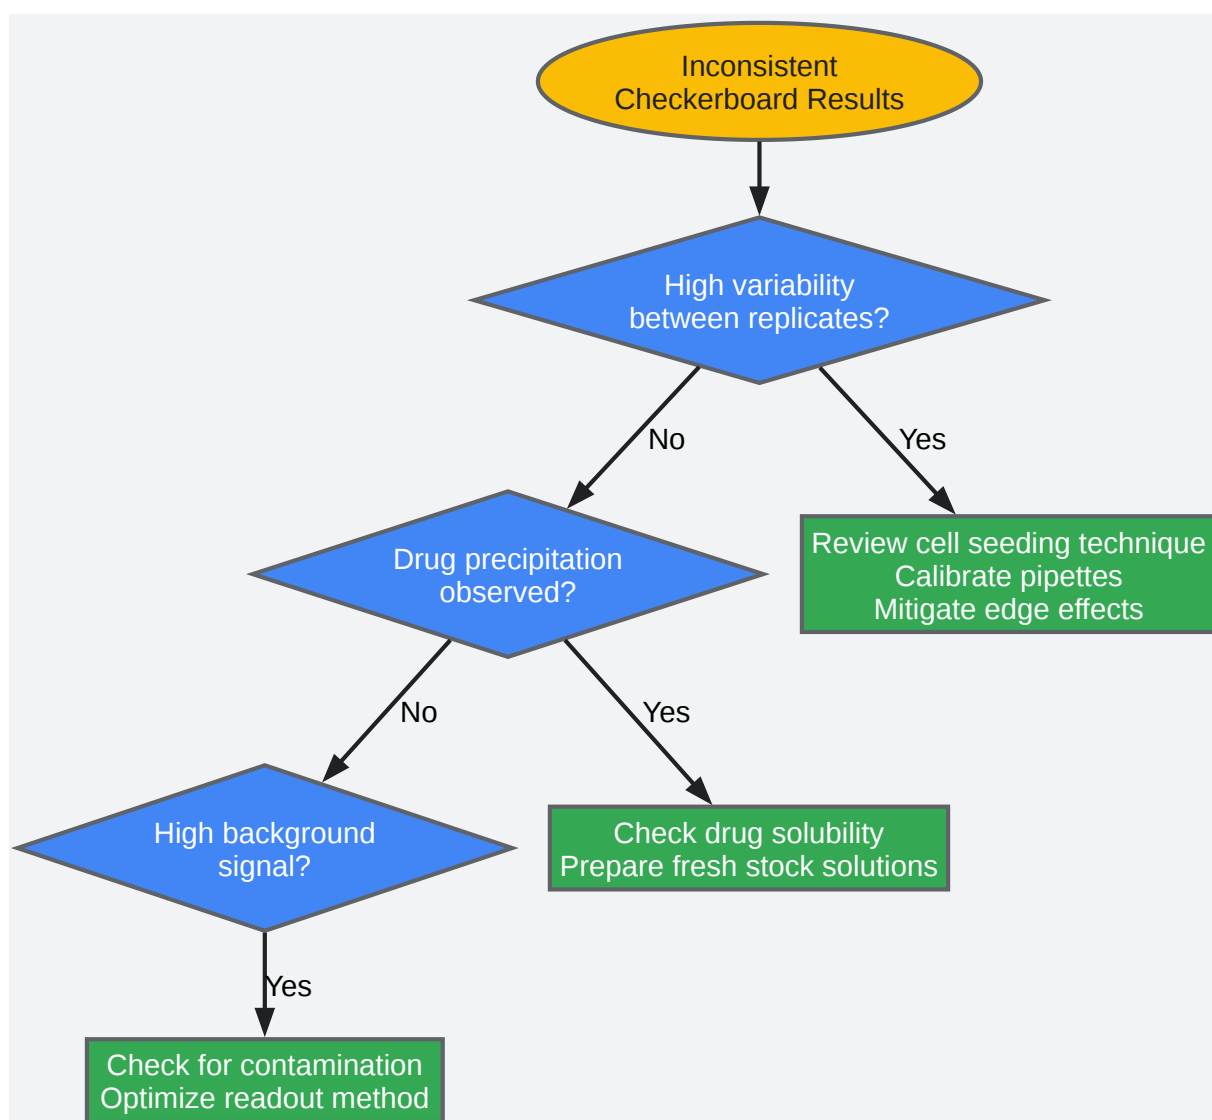 Inconsistent
Checkerboard Results
High variability
between replicates?
No
Yes
Drug precipitation
observed?
Review cell seeding technique
Calibrate pipettes
Mitigate edge effects
No
Yes
High background
signal?
Check drug solubility
Prepare fresh stock solutions
Yes
Check for contamination
Optimize readout method